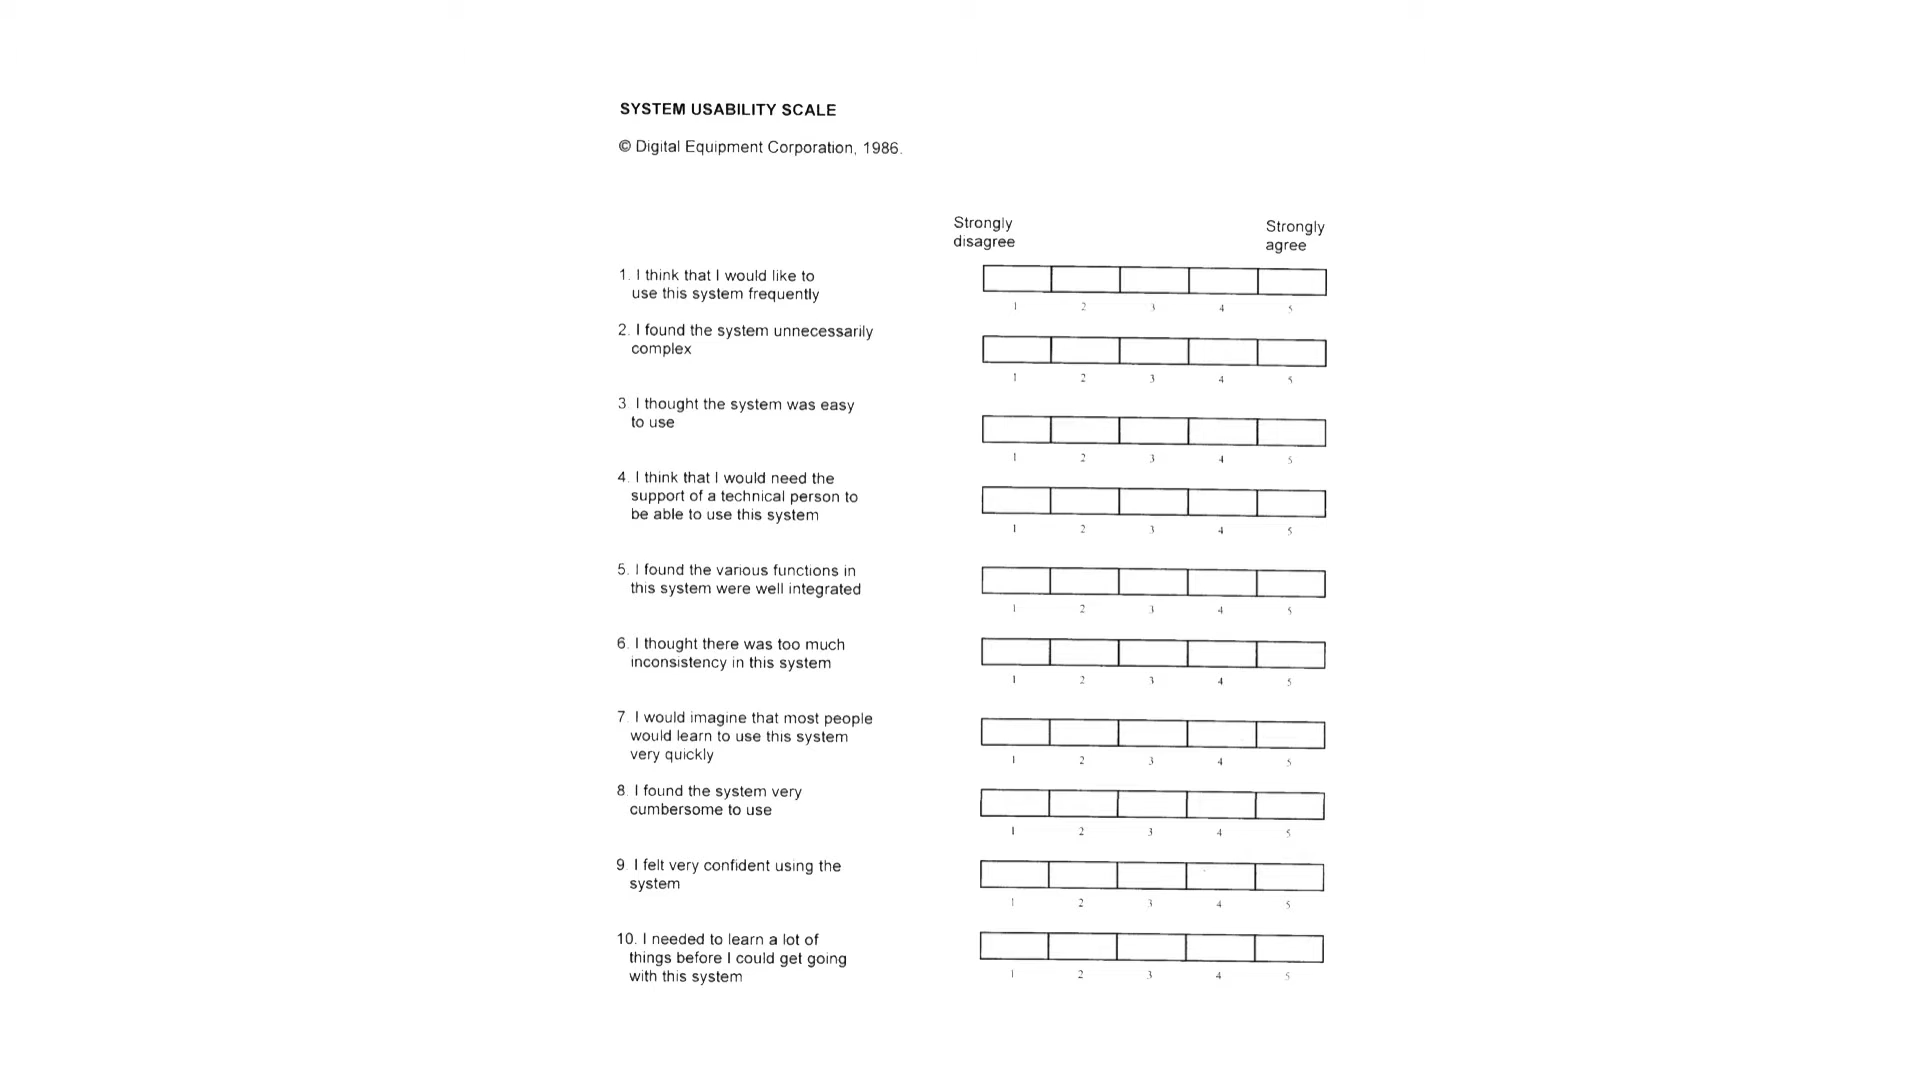 SYSTEM USABILITY SCALE
© Digital Equipment Corporation, 1986.
Strongly
disagree
Strongly
agree
1. I think that I would like to
use this system frequently
1 2 3 4 5
2. I found the system unnecessarily
complex
1 2 3 4 5
3 I thought the system was easy
to use
1 2 3 4 5
4. I think that I would need the
support of a technical person to
be able to use this system
1 2 3 4 5
5. I found the various functions in
this system were well integrated
1 2 3 4 5
6. I thought there was too much
inconsistency in this system
1 2 3 4 5
7. I would imagine that most people
would learn to use this system
very quickly
1 2 3 4 5
8. I found the system very
cumbersome to use
1 2 3 4 5
9. I felt very confident using the
system
1 2 3 4 5
10. I needed to learn a lot of
things before I could get going
with this system
1 2 3 4 5